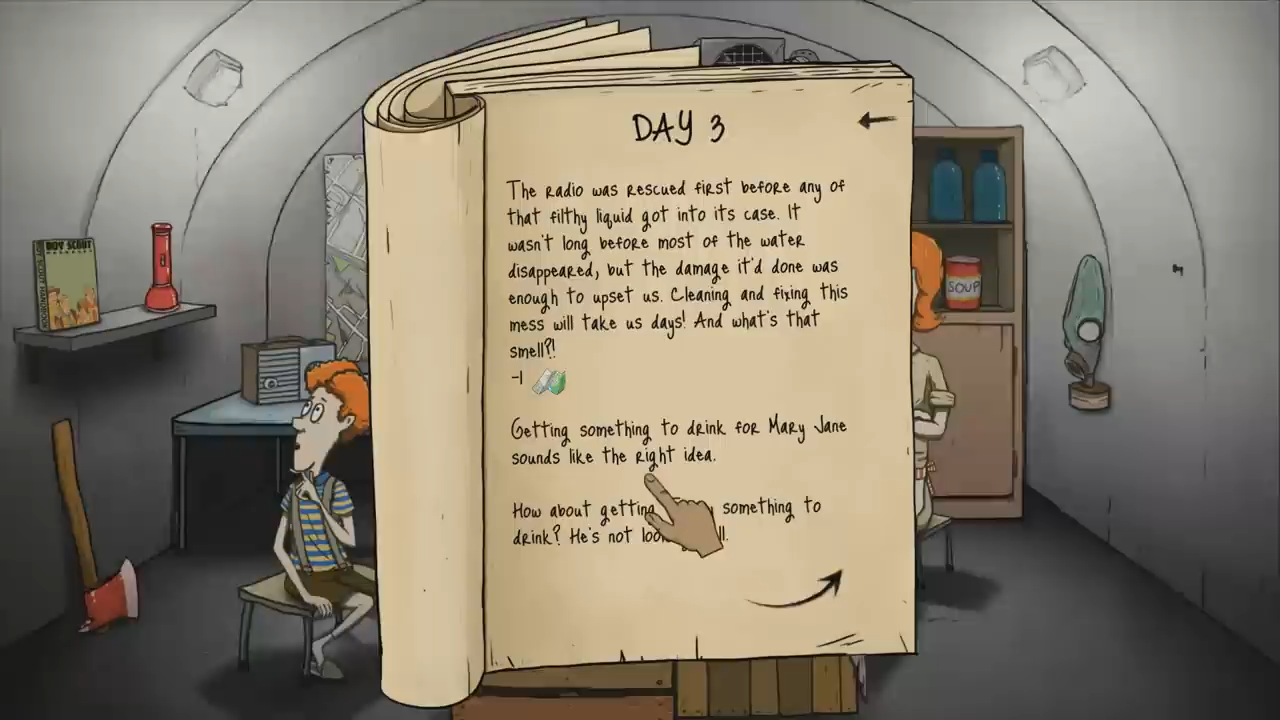 DAY 3
The radio was rescued first before any of
that filthy liquid got into its case. It
wasn't long before most of the water
disappeared, but the damage it'd done was
enough to upset us. Cleaning and fixing this
mess will take us days! And what's that
smell?!
-1
Getting something to drink for Mary Jane
sounds like the right idea.
How about getting something to
drink? He's not
BOY SCOUT
HANDBOOK
SOUP